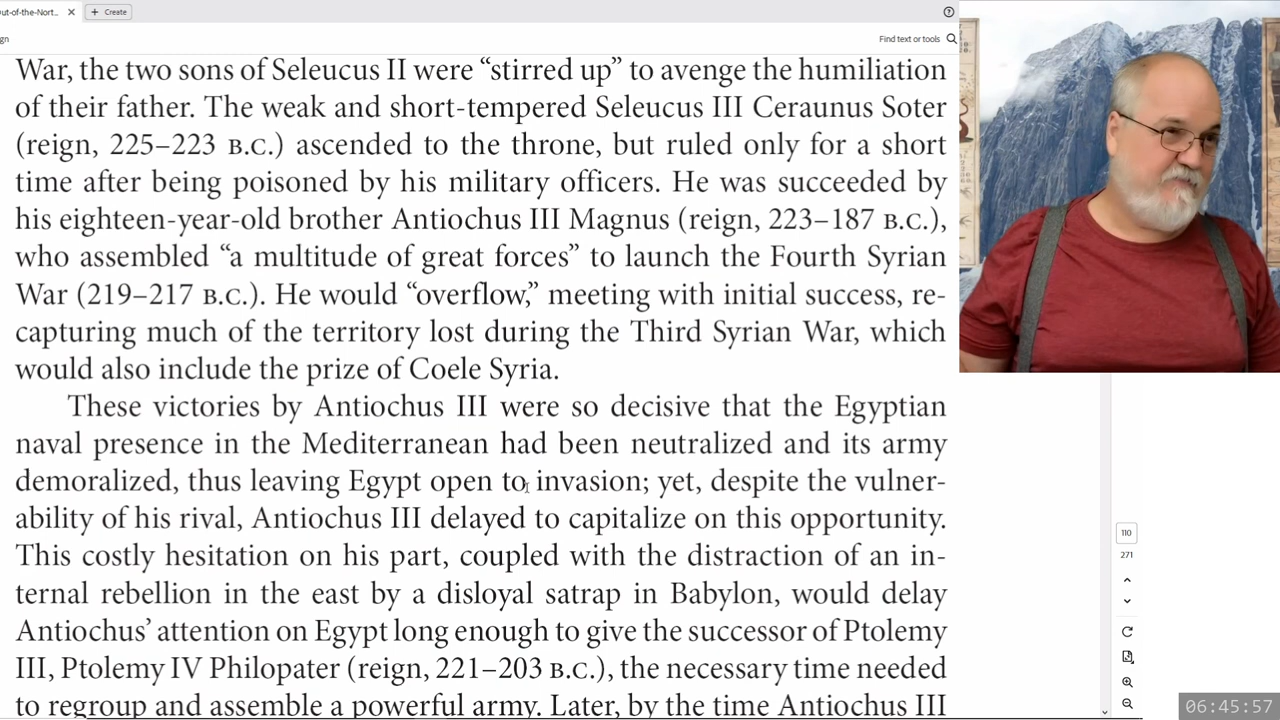 ut-of-the-Nort...
Create
gn
Find text or tools
War, the two sons of Seleucus II were “stirred up” to avenge the humiliation
of their father. The weak and short-tempered Seleucus III Ceraunus Soter
(reign, 225–223 B.C.) ascended to the throne, but ruled only for a short
time after being poisoned by his military officers. He was succeeded by
his eighteen-year-old brother Antiochus III Magnus (reign, 223–187 B.C.),
who assembled “a multitude of great forces” to launch the Fourth Syrian
War (219–217 B.C.). He would “overflow,” meeting with initial success, re-
capturing much of the territory lost during the Third Syrian War, which
would also include the prize of Coele Syria.
These victories by Antiochus III were so decisive that the Egyptian
naval presence in the Mediterranean had been neutralized and its army
demoralized, thus leaving Egypt open to invasion; yet, despite the vulner-
ability of his rival, Antiochus III delayed to capitalize on this opportunity.
This costly hesitation on his part, coupled with the distraction of an in-
ternal rebellion in the east by a disloyal satrap in Babylon, would delay
Antiochus’ attention on Egypt long enough to give the successor of Ptolemy
III, Ptolemy IV Philopater (reign, 221–203 B.C.), the necessary time needed
to regroup and assemble a powerful army. Later, by the time Antiochus III
110
271
06:45:57